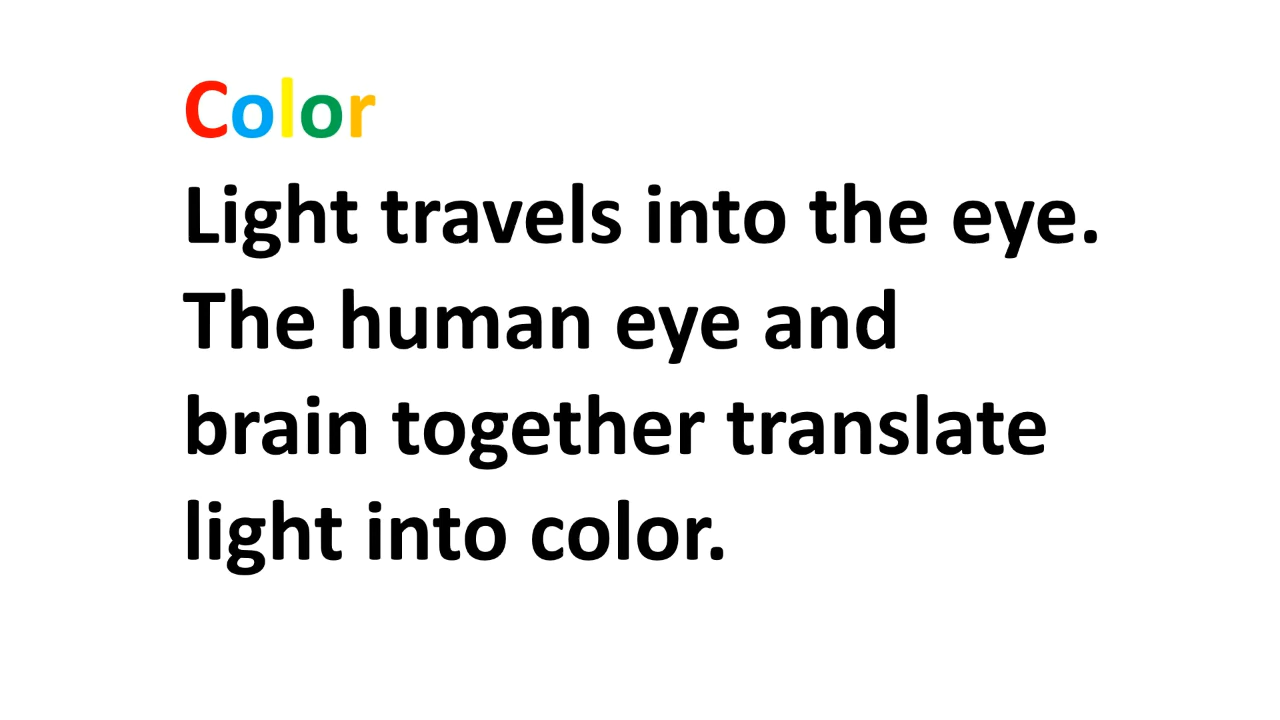 Color
Light travels into the eye.
The human eye and
brain together translate
light into color.